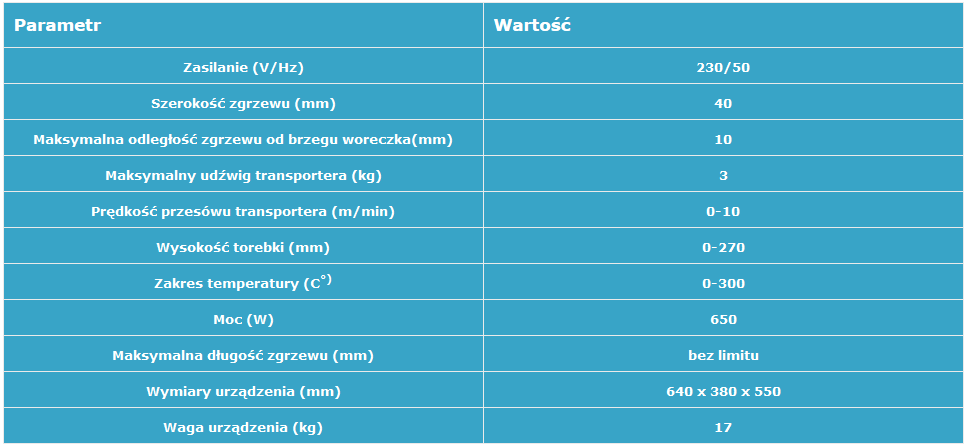 Parametr Wartość
Zasilanie (V/Hz) 230/50
Szerokość zgrzewu (mm) 40
Maksymalna odległość zgrzewu od brzegu woreczka(mm) 10
Maksymalny udźwig transportera (kg) 3
Prędkość przesówu transportera (m/min) 0-10
Wysokość torebki (mm) 0-270
Zakres temperatury (C°) 0-300
Moc (W) 650
Maksymalna długość zgrzewu (mm) bez limitu
Wymiary urządzenia (mm) 640 x 380 x 550
Waga urządzenia (kg) 17